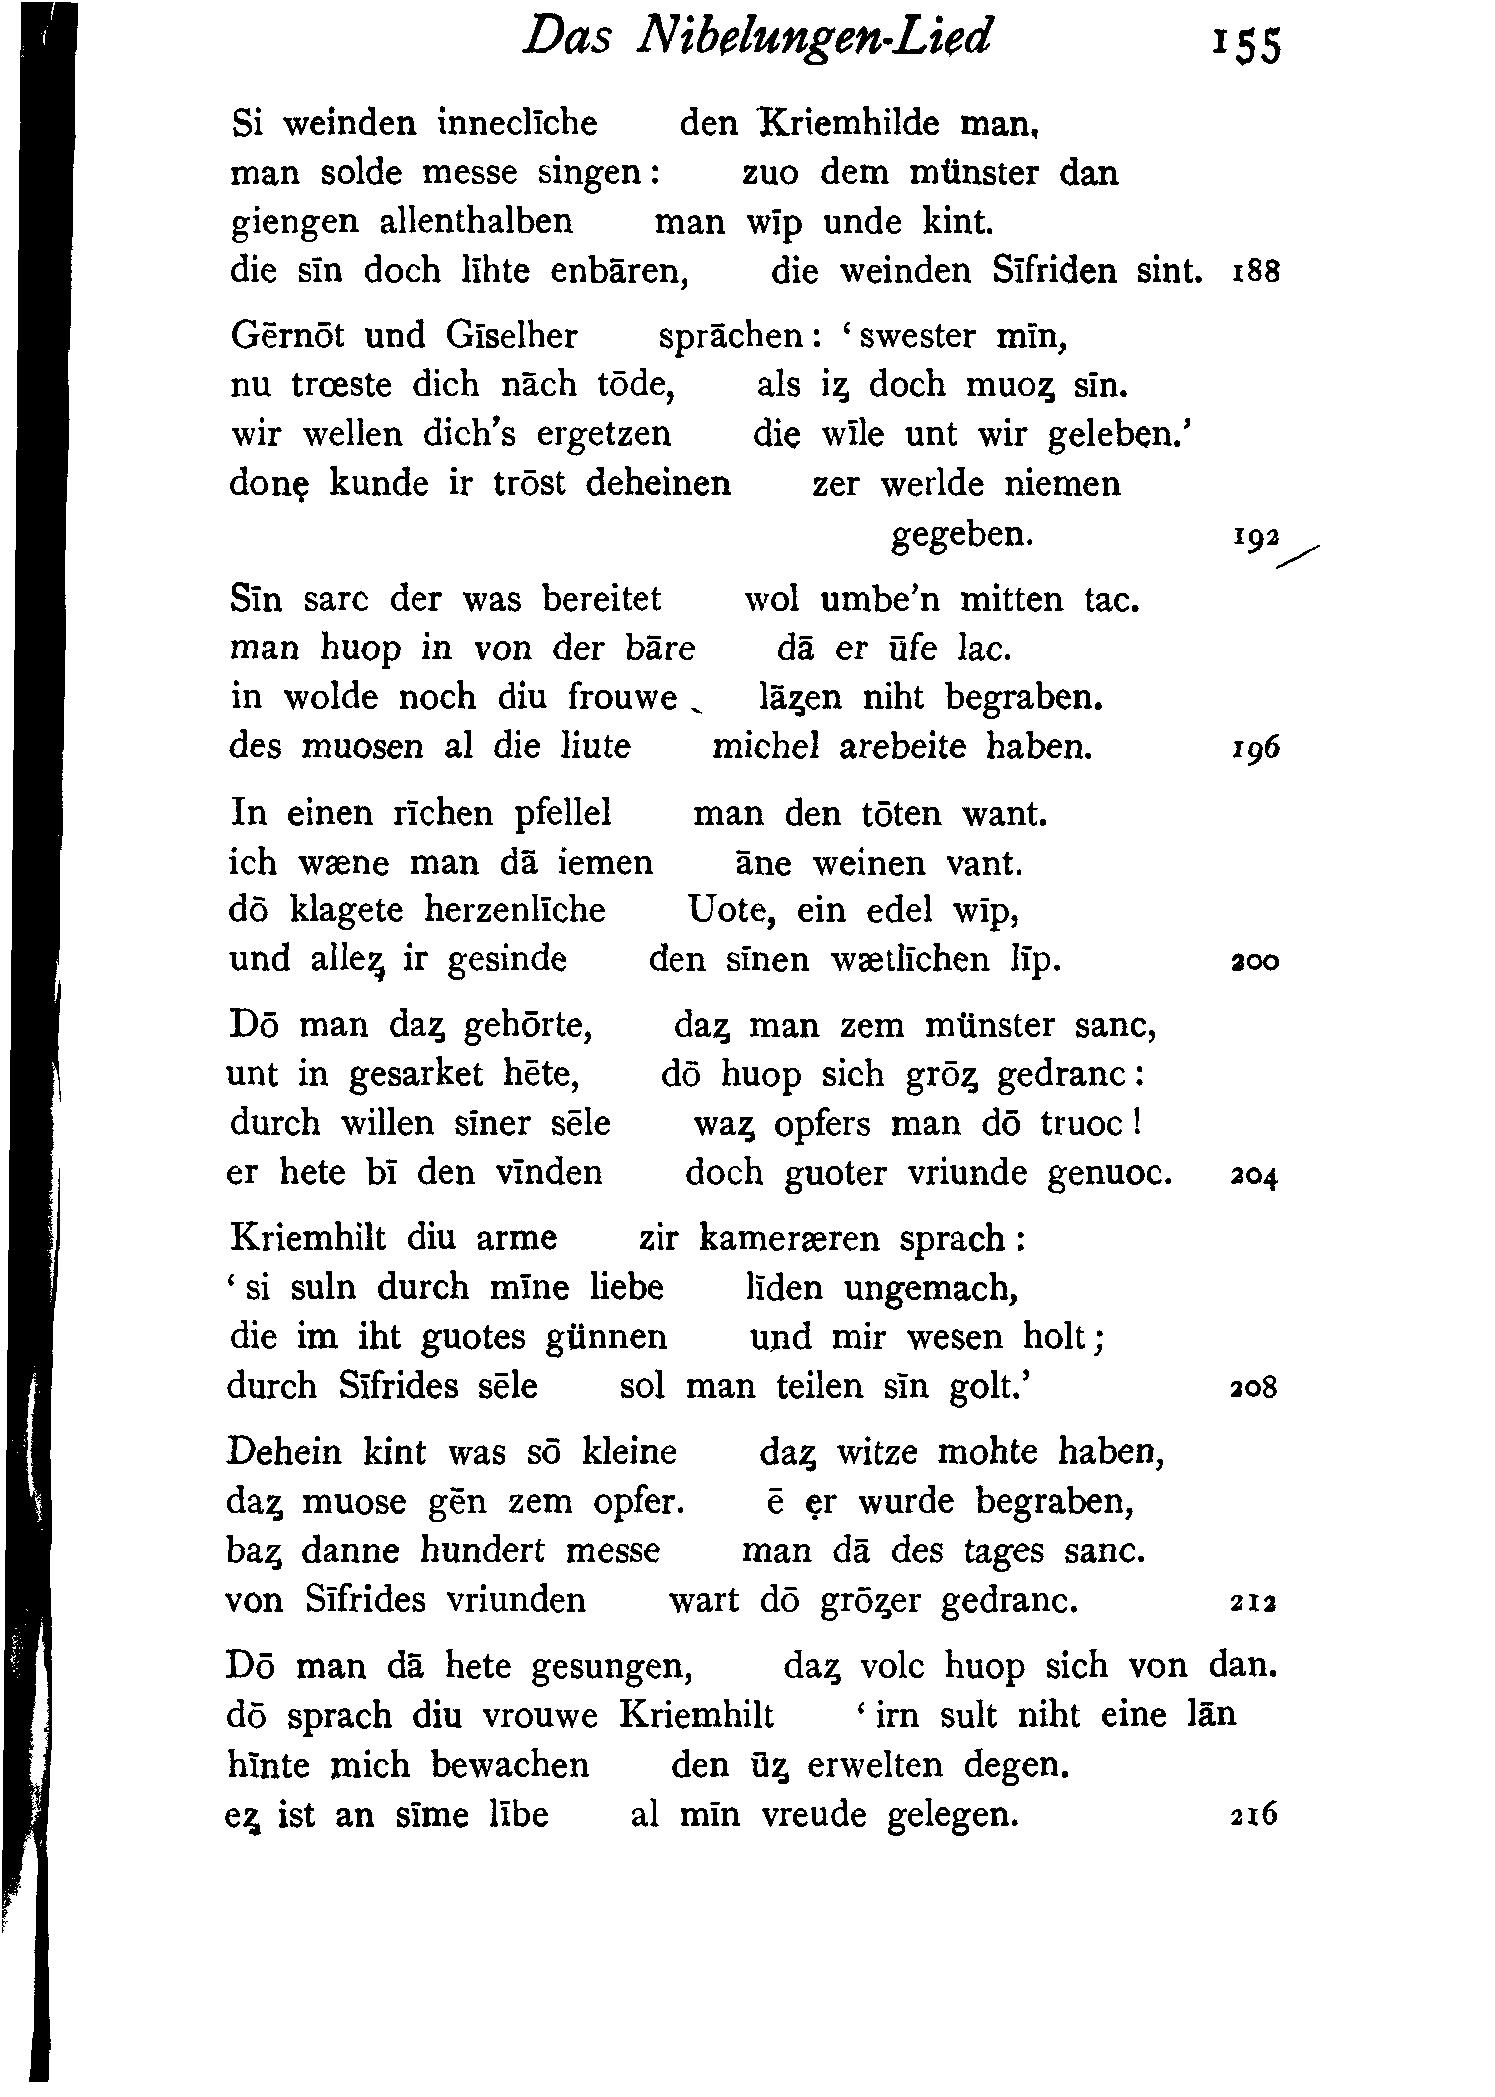 Das Nibelungen-Lied 155
Si weinden inneclīche den Kriemhilde man,
man solde messe singen: zuo dem münster dan
giengen allenthalben man wīp unde kint.
die sīn doch līhte enbāren, die weinden Sīfriden sint. 188
Gērnōt und Gīselher sprāchen: ‘swester mīn,
nu trœste dich nāch tōde, als iȥ doch muoȥ sīn.
wir wellen dich’s ergetzen diẹ wīle unt wir gelebẹn.’
donẹ kunde ir trōst deheinen zer werlde niemen
gegeben. 192
Sīn sarc der was bereitet wol umbe’n mitten tac.
man huop in von der bāre dā er ūfe lac.
in wolde noch diu frouwe lāȥen niht begraben.
des muosen al die liute michel arebeite haben. 196
In einen rīchen pfellel man den tōten want.
ich wæne man dā iemen āne weinen vant.
dō klagete herzenlīche Uote, ein edel wīp,
und alleȥ ir gesinde den sīnen wætlīchen līp. 200
Dō man daȥ gehōrte, daȥ man zem münster sanc,
unt in gesarket hēte, dō huop sich grōȥ gedranc:
durch willen sīner sēle waȥ opfers man dō truoc!
er hete bī den vīnden doch guoter vriunde genuoc. 204
Kriemhilt diu arme zir kameræren sprach:
‘si suln durch mīne liebe līden ungemach,
die im iht guotes günnen und mir wesen holt;
durch Sīfrides sēle sol man teilen sīn golt.’ 208
Dehein kint was sō kleine daȥ witze mohte haben,
daȥ muose gēn zem opfer. ē ẹr wurde begraben,
baȥ danne hundert messe man dā des tages sanc.
von Sīfrides vriunden wart dō grōȥer gedranc. 212
Dō man dā hete gesungen, daȥ volc huop sich von dan.
dō sprach diu vrouwe Kriemhilt ‘irn sult niht eine lān
hīnte mich bewachen den ūȥ erwelten degen.
eȥ ist an sīme lībe al mīn vreude gelegen. 216